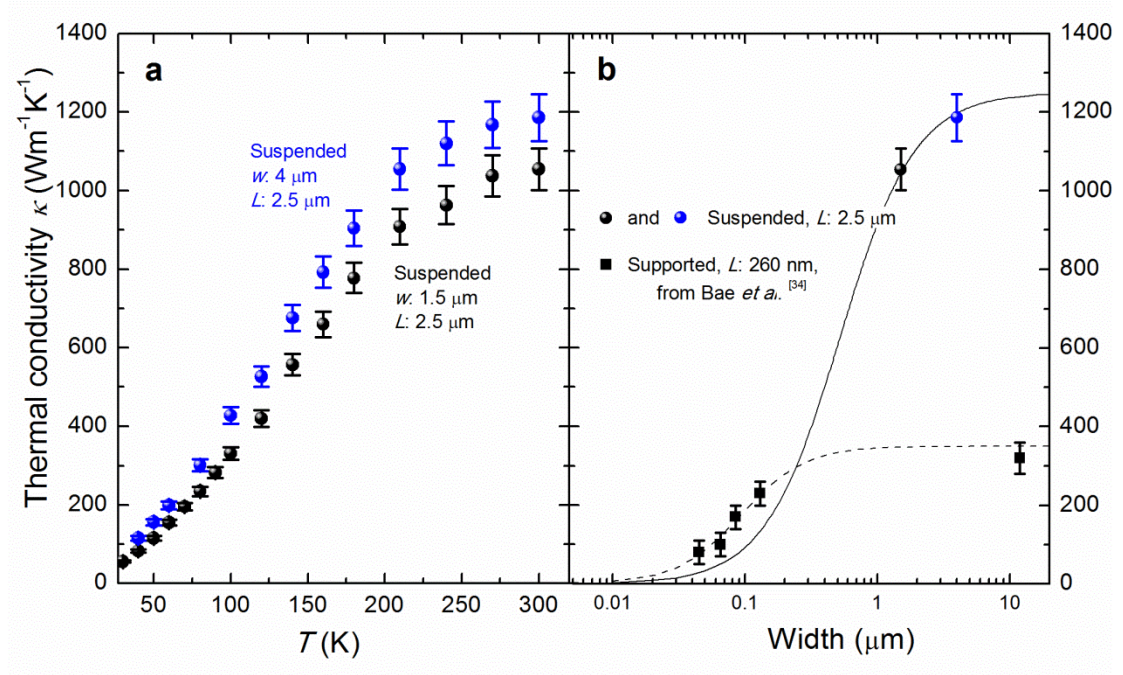 Thermal conductivity κ (Wm⁻¹K⁻¹)
1400
1200
1000
800
600
400
200
0
a
Suspended
w: 4 μm
L: 2.5 μm
Suspended
w: 1.5 μm
L: 2.5 μm
50 100 150 200 250 300
T (K)
b
and Suspended, L: 2.5 μm
Supported, L: 260 nm,
from Bae et al. [34]
1400
1200
1000
800
600
400
200
0
0.01 0.1 1 10
Width (μm)